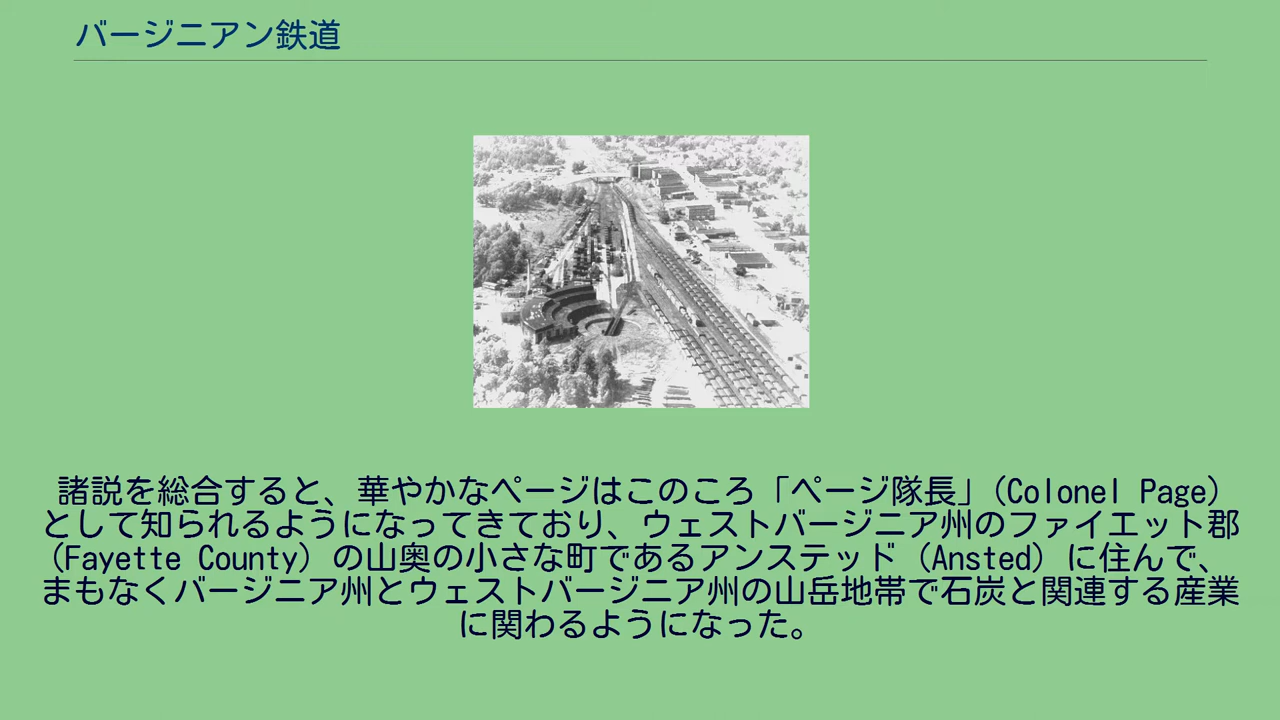 バージニアン鉄道
諸説を総合すると、華やかなページはこのころ「ページ隊長」（Colonel Page）
として知られるようになってきており、ウェストバージニア州のファイエット郡
（Fayette County）の山奥の小さな町であるアンステッド（Ansted）に住んで、
まもなくバージニア州とウェストバージニア州の山岳地帯で石炭と関連する産業
に関わるようになった。